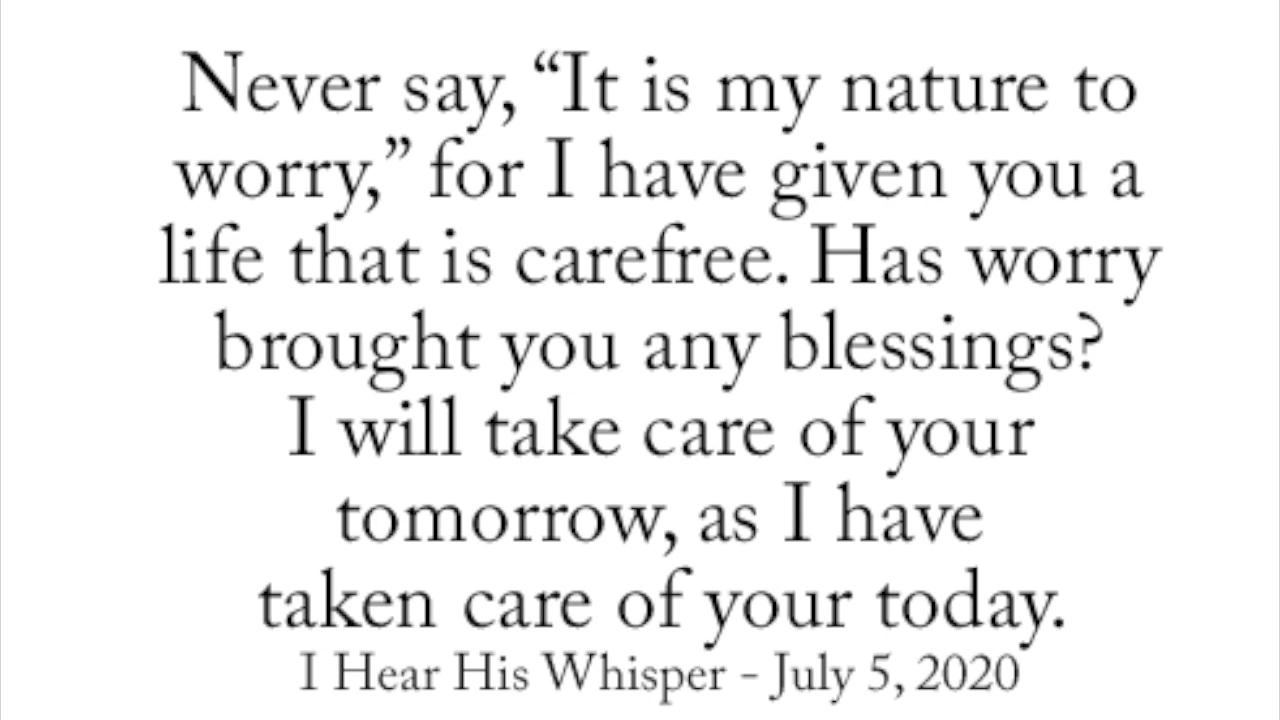 Never say, “It is my nature to
worry,” for I have given you a
life that is carefree. Has worry
brought you any blessings?
I will take care of your
tomorrow, as I have
taken care of your today.
I Hear His Whisper - July 5, 2020